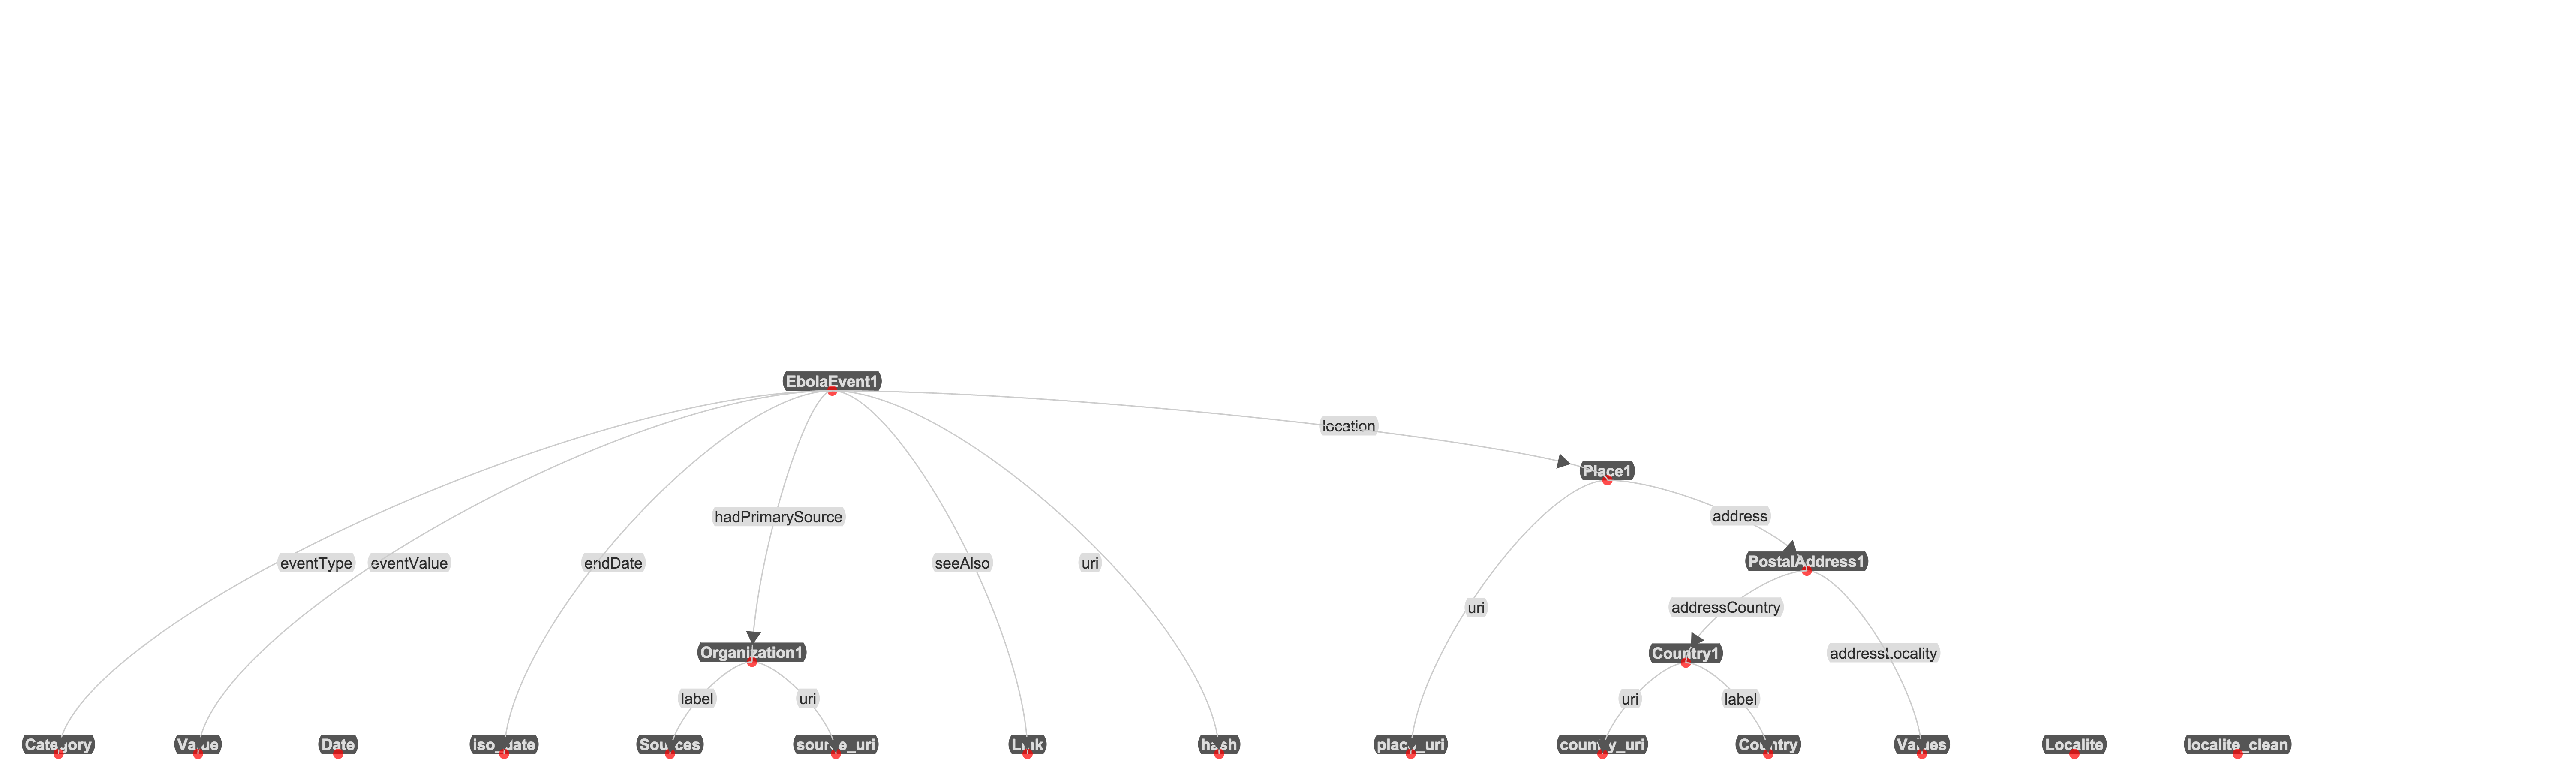 EbolaEvent1
location
Place1
hadPrimarySource
address
eventType
eventValue
endDate
seeAlso
uri
PostalAddress1
uri
addressCountry
Organization1
Country1
addressLocality
label
uri
uri
label
Category
Value
Date
iso_date
Sources
source_uri
Link
hash
place_uri
country_uri
Country
Values
Localite
localite_clean